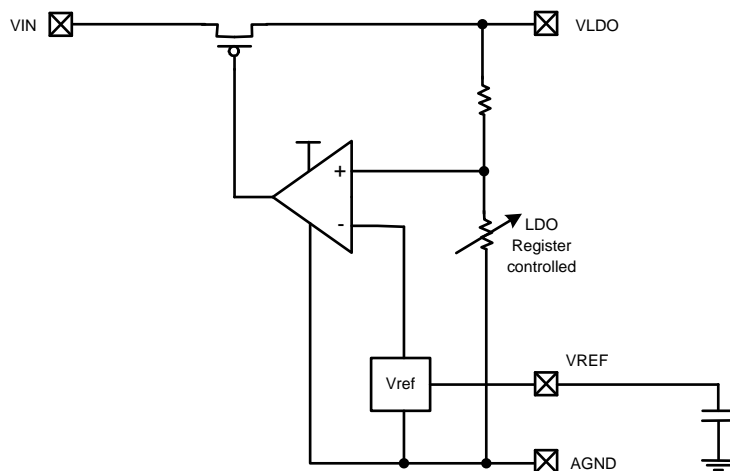 VIN
VLDO
+
-
LDO
Register
controlled
VREF
Vref
AGND